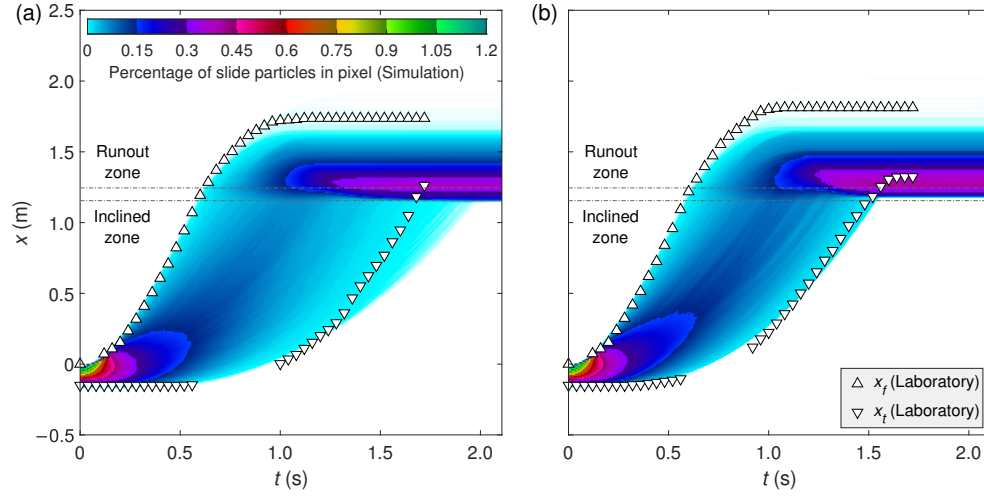 (a)
2.5
2.0
1.5
1.0
0.5
0
−0.5
x (m)
0 0.15 0.3 0.45 0.6 0.75 0.9 1.05 1.2
Percentage of slide particles in pixel (Simulation)
Runout
zone
Inclined
zone
0 0.5 1.0 1.5 2.0
t (s)
(b)
Runout
zone
Inclined
zone
x_f (Laboratory)
x_t (Laboratory)
0 0.5 1.0 1.5 2.0
t (s)